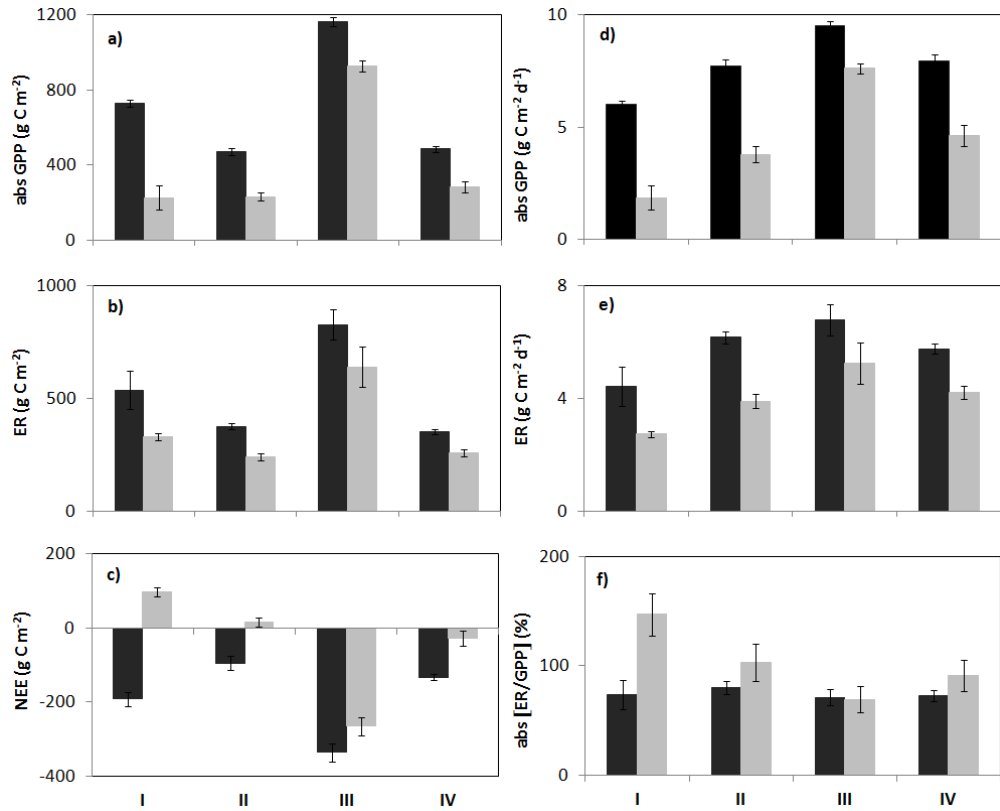 a)
abs GPP (g C m⁻²)
1200
800
400
0
d)
abs GPP (g C m⁻² d⁻¹)
10
5
0
b)
ER (g C m⁻²)
1000
500
0
e)
ER (g C m⁻² d⁻¹)
8
4
0
c)
NEE (g C m⁻²)
200
0
-200
-400
I II III IV
f)
abs [ER/GPP] (%)
200
100
0
I II III IV